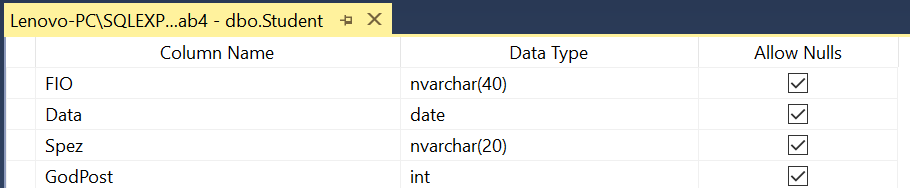 Lenovo-PC\SQLEXP...ab4 - dbo.Student
Column Name Data Type Allow Nulls
FIO nvarchar(40)
Data date
Spez nvarchar(20)
GodPost int